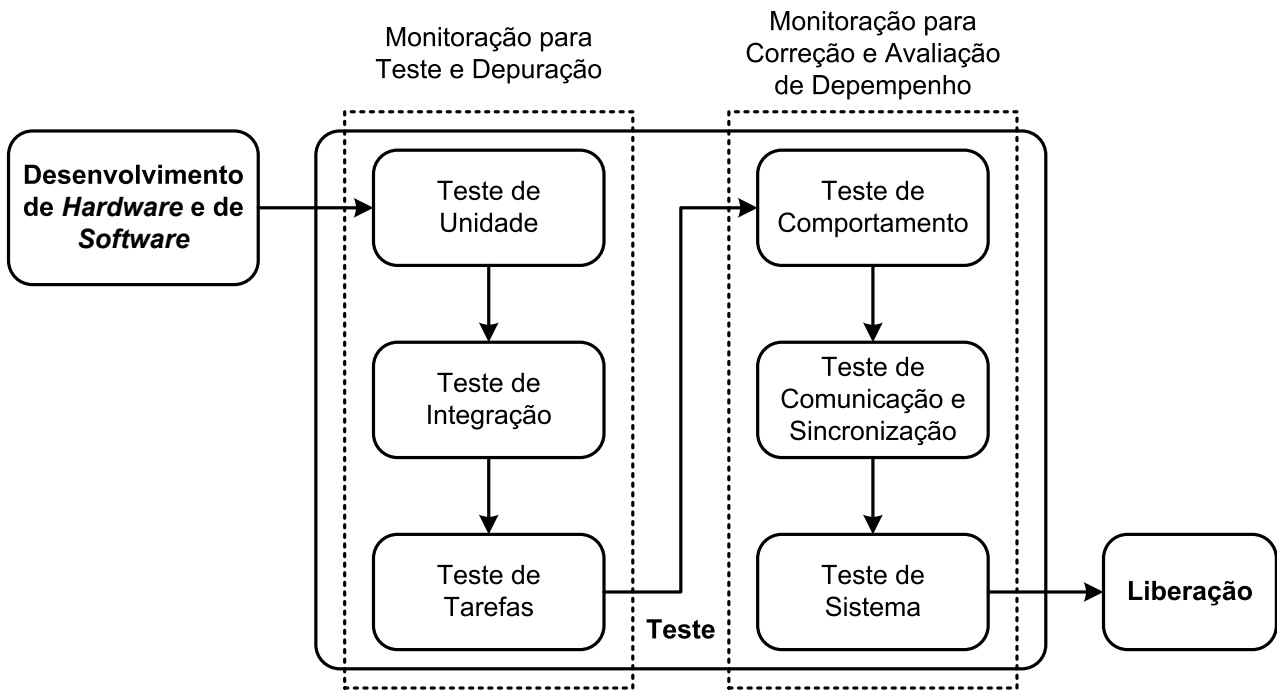 Monitoração para
Teste e Depuração
Monitoração para
Correção e Avaliação
de Depempenho
Desenvolvimento
de Hardware e de
Software
Teste de
Unidade
Teste de
Integração
Teste de
Tarefas
Teste
Teste de
Comportamento
Teste de
Comunicação e
Sincronização
Teste de
Sistema
Liberação